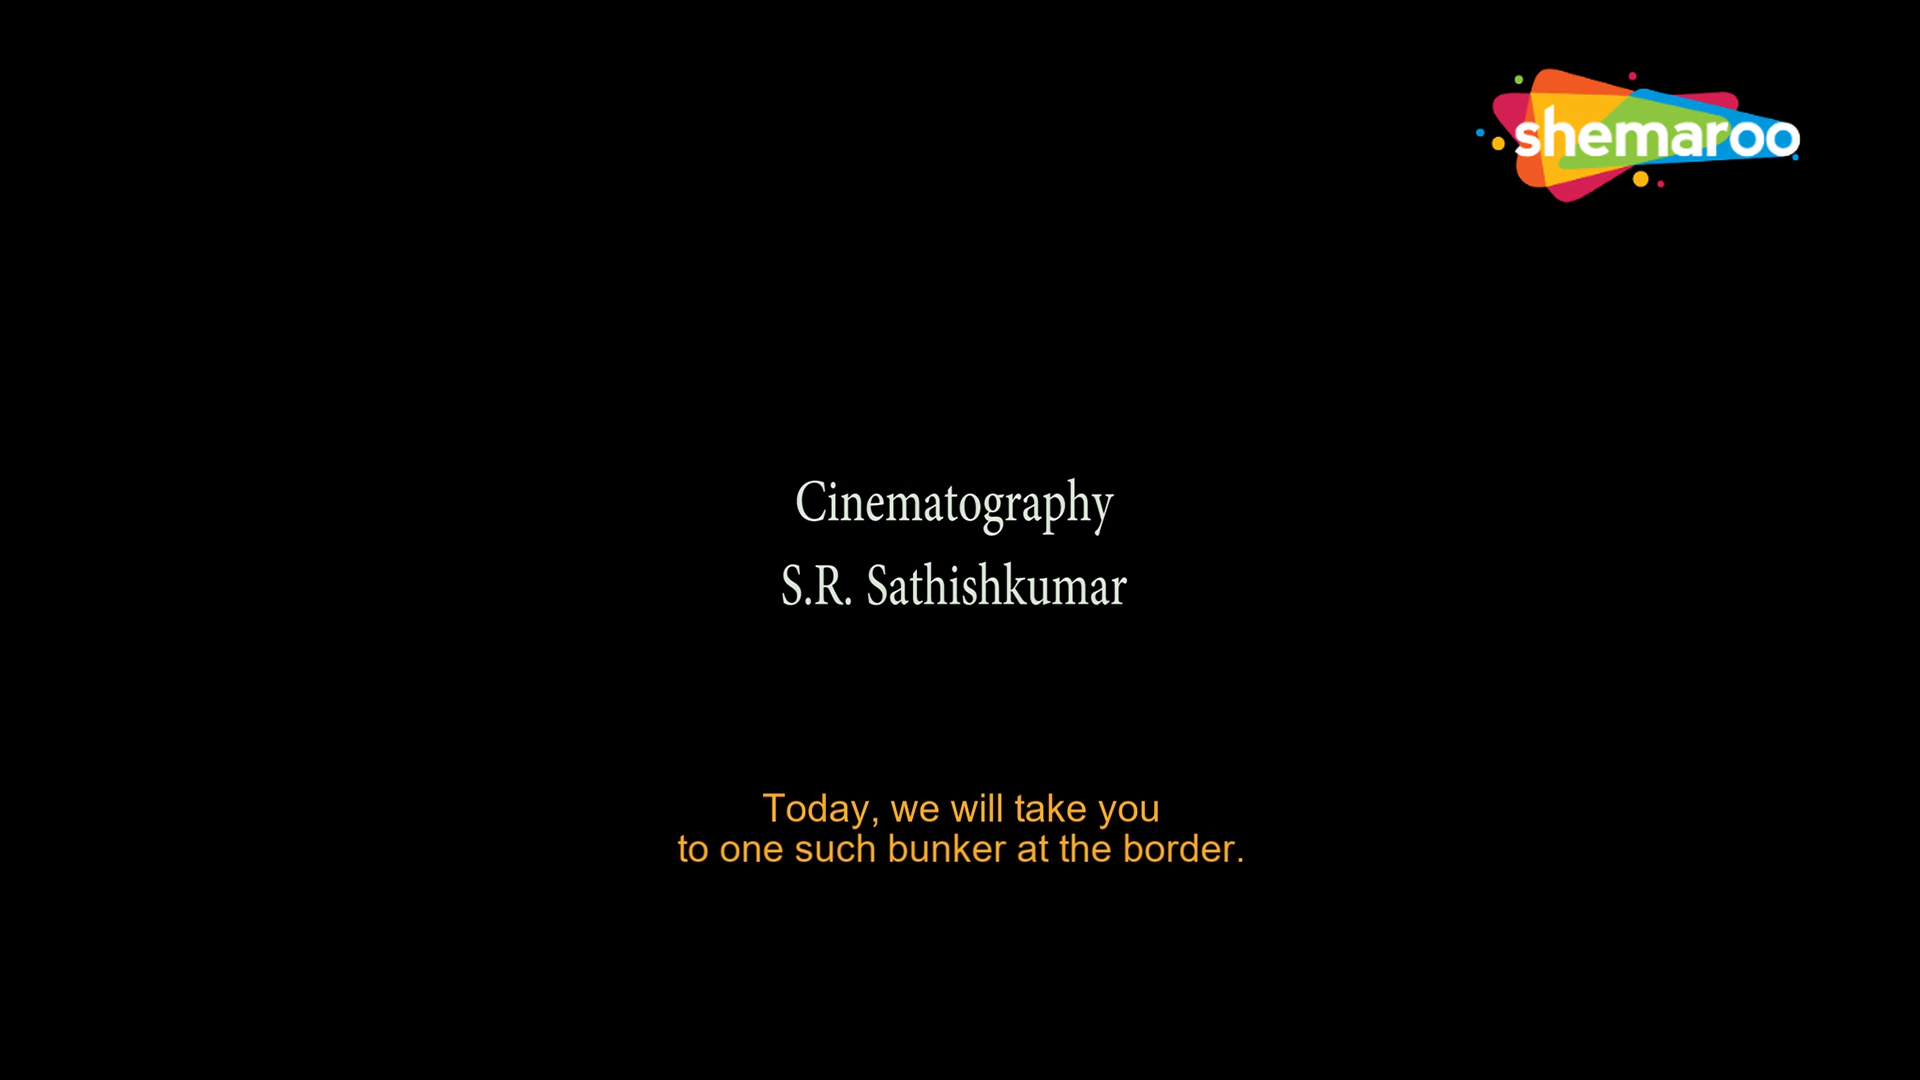 shemaroo
Cinematography
S.R. Sathishkumar
Today, we will take you
to one such bunker at the border.